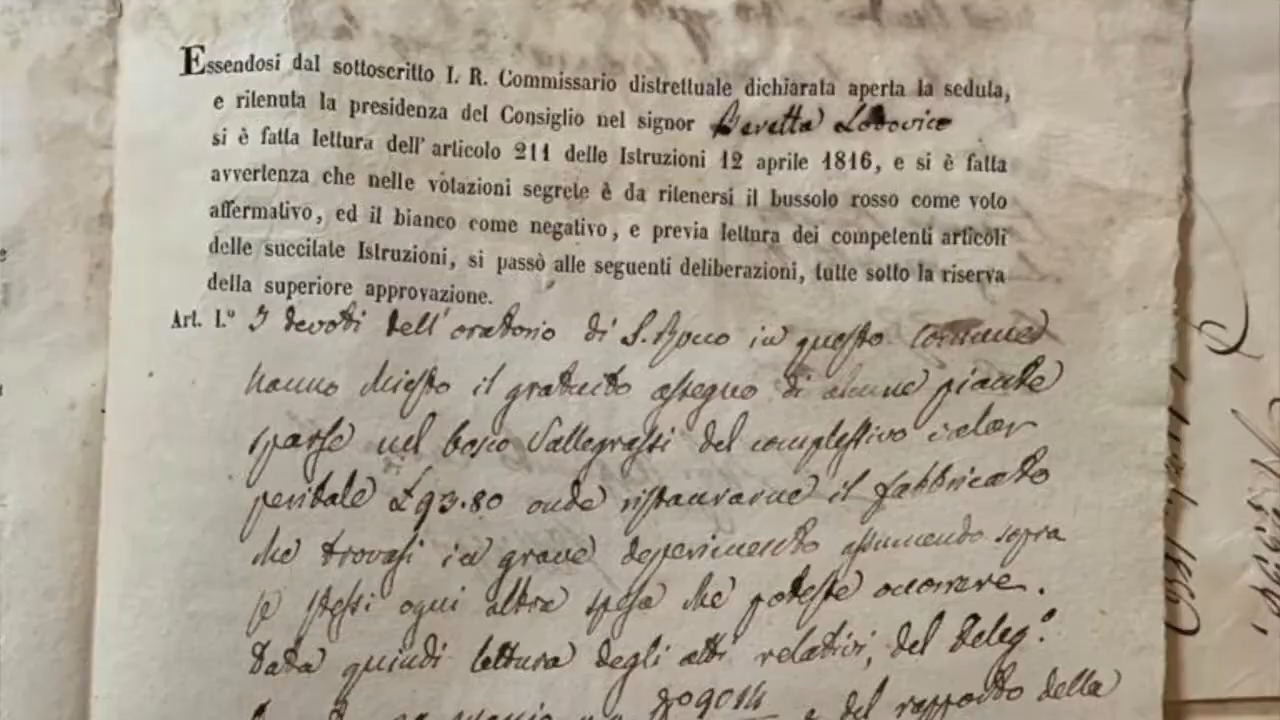 Essendosi dal sottoscritto I. R. Commissario distrettuale dichiarata aperta la seduta,
e ritenuta la presidenza del Consiglio nel signor Beretta Lodovico
si è fatta lettura dell' articolo 211 delle Istruzioni 12 aprile 1816, e si è fatta
avvertenza che nelle votazioni segrete è da ritenersi il bussolo rosso come voto
affermativo, ed il bianco come negativo, e previa lettura dei competenti articoli
delle succitate Istruzioni, si passò alle seguenti deliberazioni, tutte sotto la riserva
della superiore approvazione.
Art. I.º I devoti dell'oratorio di S. Rocco in questo Comune
hanno chiesto il gratuito assegno di alcune piante
sparse nel bosco Vallegrassi del complessivo valor
peritale £ 93.80 onde ristaurarne il fabbricato
che trovasi in grave deperimento assumendo sopra
se stessi ogni altra spesa che potesse occorrere.
Data quindi lettura degli atti relativi, del Deleg.º
e del rapporto della